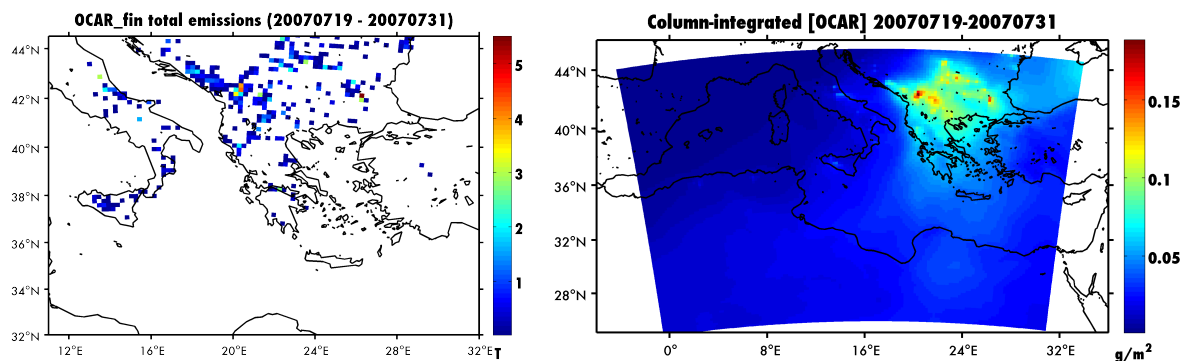 OCAR_fin total emissions (20070719 - 20070731)
44°N
42°N
40°N
38°N
36°N
34°N
32°N
12°E
16°E
20°E
24°E
28°E
32°E
5
4
3
2
1
T
Column-integrated [OCAR] 20070719-20070731
44°N
40°N
36°N
32°N
28°N
0°
8°E
16°E
24°E
32°E
0.15
0.1
0.05
g/m²